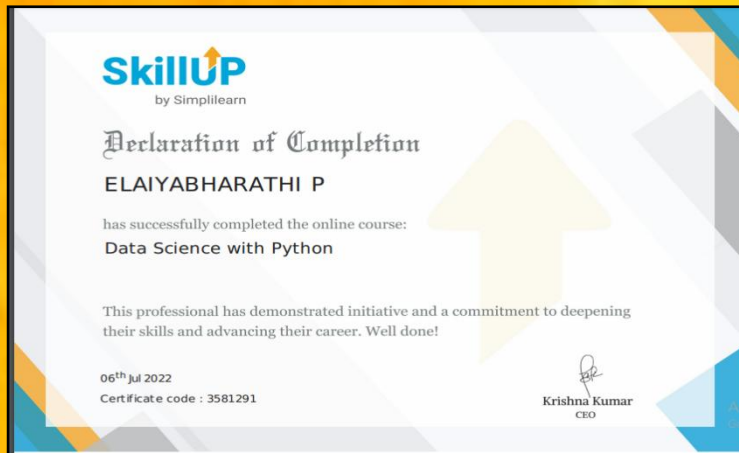 SkillUP
by Simplilearn
Declaration of Completion
ELAIYABHARATHI P
has successfully completed the online course:
Data Science with Python
This professional has demonstrated initiative and a commitment to deepening
their skills and advancing their career. Well done!
06th Jul 2022
Certificate code : 3581291
Krishna Kumar
CEO